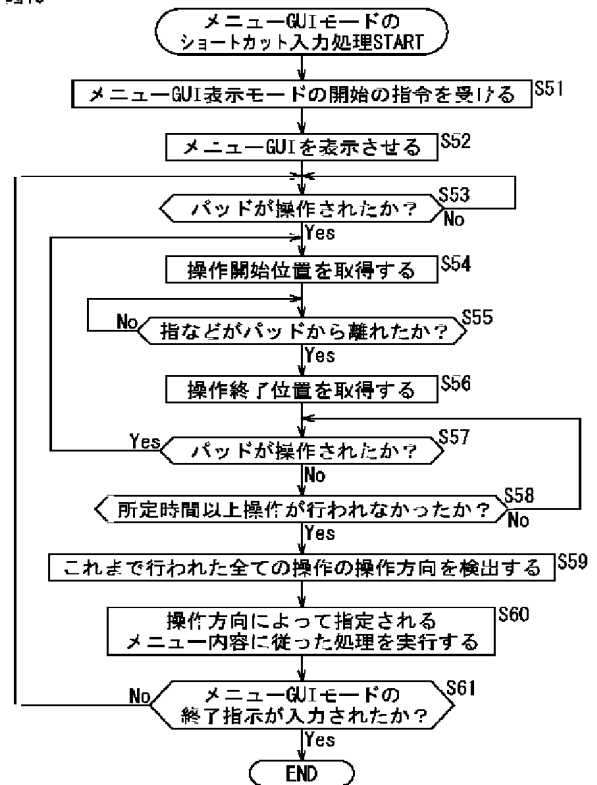 メニューGUIモードの
ショートカット入力処理START
メニューGUI表示モードの開始の指令を受ける S51
メニューGUIを表示させる S52
パッドが操作されたか? S53
No
Yes
操作開始位置を取得する S54
No 指などがパッドから離れたか? S55
Yes
操作終了位置を取得する S56
Yes パッドが操作されたか? S57
No
所定時間以上操作が行われなかったか? S58
No
Yes
これまで行われた全ての操作の操作方向を検出する S59
操作方向によって指定される S60
メニュー内容に従った処理を実行する
No メニューGUIモードの S61
終了指示が入力されたか?
Yes
END